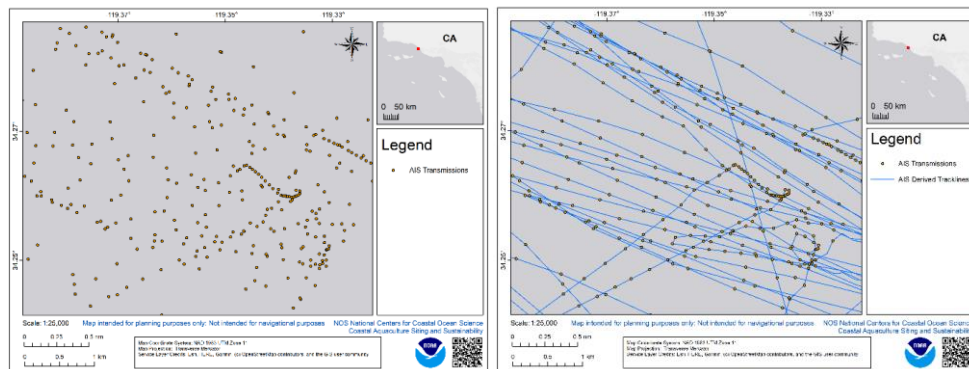 -119.37° -119.35° -119.33°
34.27°
34.25°
CA
0 50 km
Legend
AIS Transmissions
Scale: 1:25,000 Map intended for planning purposes only: Not intended for navigational purposes
NOS National Centers for Coastal Ocean Science
Coastal Aquaculture Siting and Sustainability
0 0.25 0.5 nm
0 0.5 1 km
-119.37° -119.35° -119.33°
34.27°
34.25°
CA
0 50 km
Legend
AIS Transmissions
AIS Derived Tracklines
Scale: 1:25,000 Map intended for planning purposes only: Not intended for navigational purposes
NOS National Centers for Coastal Ocean Science
Coastal Aquaculture Siting and Sustainability
0 0.25 0.5 nm
0 0.5 1 km